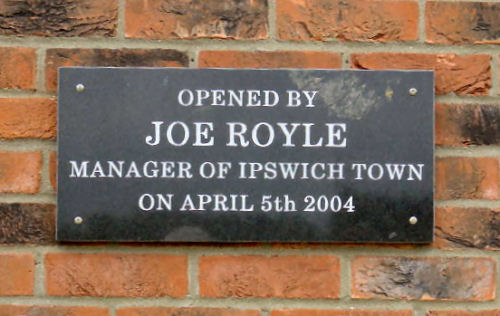 OPENED BY
JOE ROYLE
MANAGER OF IPSWICH TOWN
ON APRIL 5th 2004